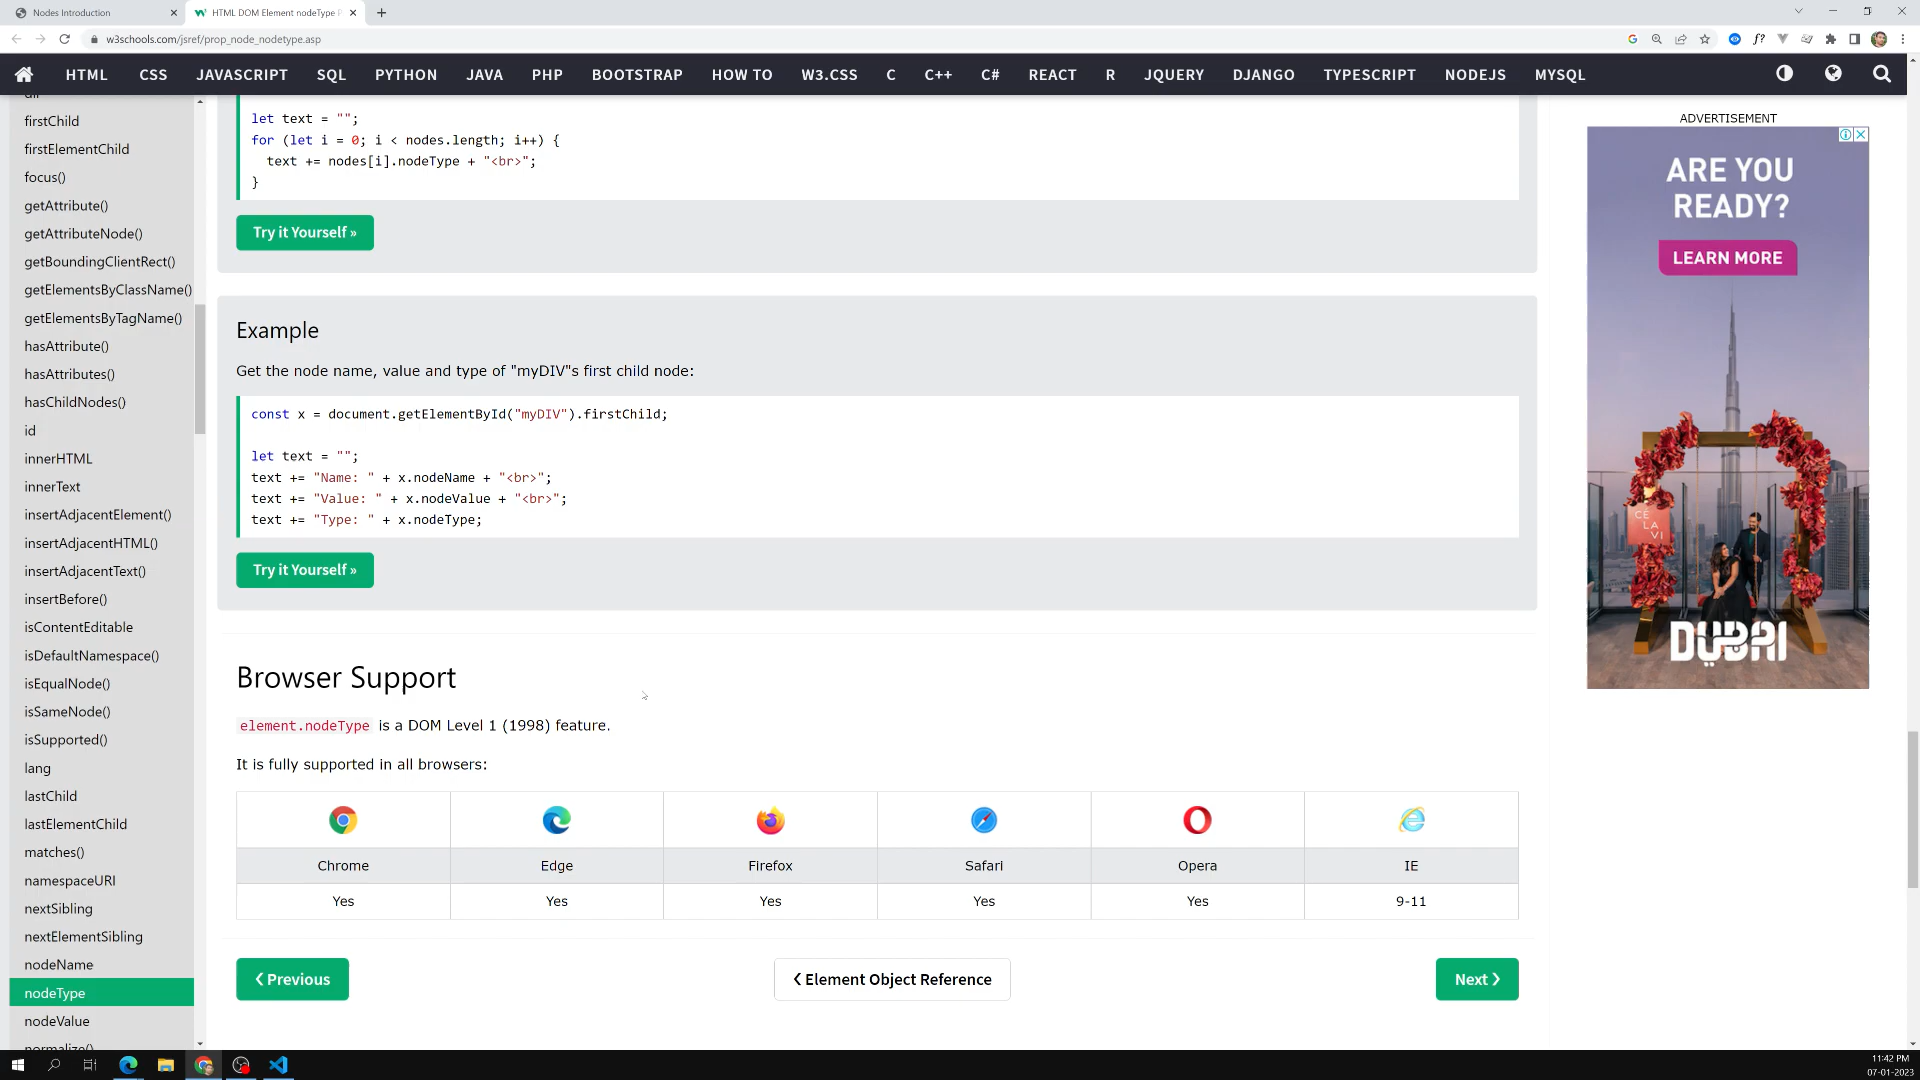 Nodes Introduction
HTML DOM Element nodeType P
w3schools.com/jsref/prop_node_nodetype.asp
HTML CSS JAVASCRIPT SQL PYTHON JAVA PHP BOOTSTRAP HOW TO W3.CSS C C++ C# REACT R JQUERY DJANGO TYPESCRIPT NODEJS MYSQL
dir
firstChild
firstElementChild
focus()
getAttribute()
getAttributeNode()
getBoundingClientRect()
getElementsByClassName()
getElementsByTagName()
hasAttribute()
hasAttributes()
hasChildNodes()
id
innerHTML
innerText
insertAdjacentElement()
insertAdjacentHTML()
insertAdjacentText()
insertBefore()
isContentEditable
isDefaultNamespace()
isEqualNode()
isSameNode()
isSupported()
lang
lastChild
lastElementChild
matches()
namespaceURI
nextSibling
nextElementSibling
nodeName
nodeType
nodeValue
normalize()
let text = "";
for (let i = 0; i < nodes.length; i++) {
text += nodes[i].nodeType + "<br>";
}
Try it Yourself »
Example
Get the node name, value and type of "myDIV"s first child node:
const x = document.getElementById("myDIV").firstChild;
let text = "";
text += "Name: " + x.nodeName + "<br>";
text += "Value: " + x.nodeValue + "<br>";
text += "Type: " + x.nodeType;
Try it Yourself »
Browser Support
element.nodeType is a DOM Level 1 (1998) feature.
It is fully supported in all browsers:
Chrome Edge Firefox Safari Opera IE
Yes Yes Yes Yes Yes 9-11
❮ Previous
❮ Element Object Reference
Next ❯
ADVERTISEMENT
ARE YOU
READY?
LEARN MORE
CÉ
LA
VI
DUBAI
11:42 PM
07-01-2023